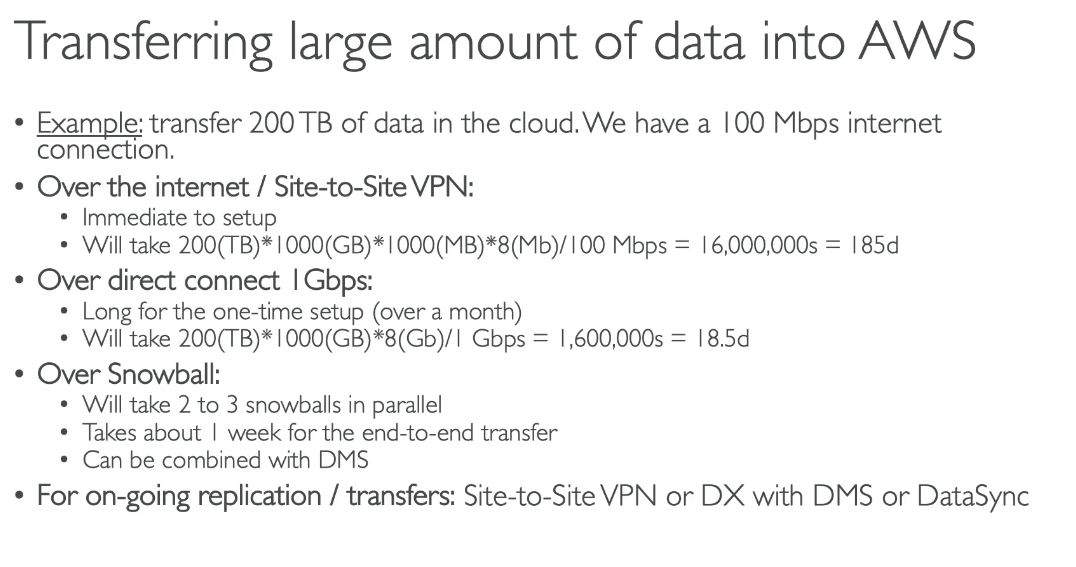 Transferring large amount of data into AWS
• Example: transfer 200 TB of data in the cloud. We have a 100 Mbps internet
connection.
• Over the internet / Site-to-Site VPN:
• Immediate to setup
• Will take 200(TB)*1000(GB)*1000(MB)*8(Mb)/100 Mbps = 16,000,000s = 185d
• Over direct connect 1Gbps:
• Long for the one-time setup (over a month)
• Will take 200(TB)*1000(GB)*8(Gb)/1 Gbps = 1,600,000s = 18.5d
• Over Snowball:
• Will take 2 to 3 snowballs in parallel
• Takes about 1 week for the end-to-end transfer
• Can be combined with DMS
• For on-going replication / transfers: Site-to-Site VPN or DX with DMS or DataSync